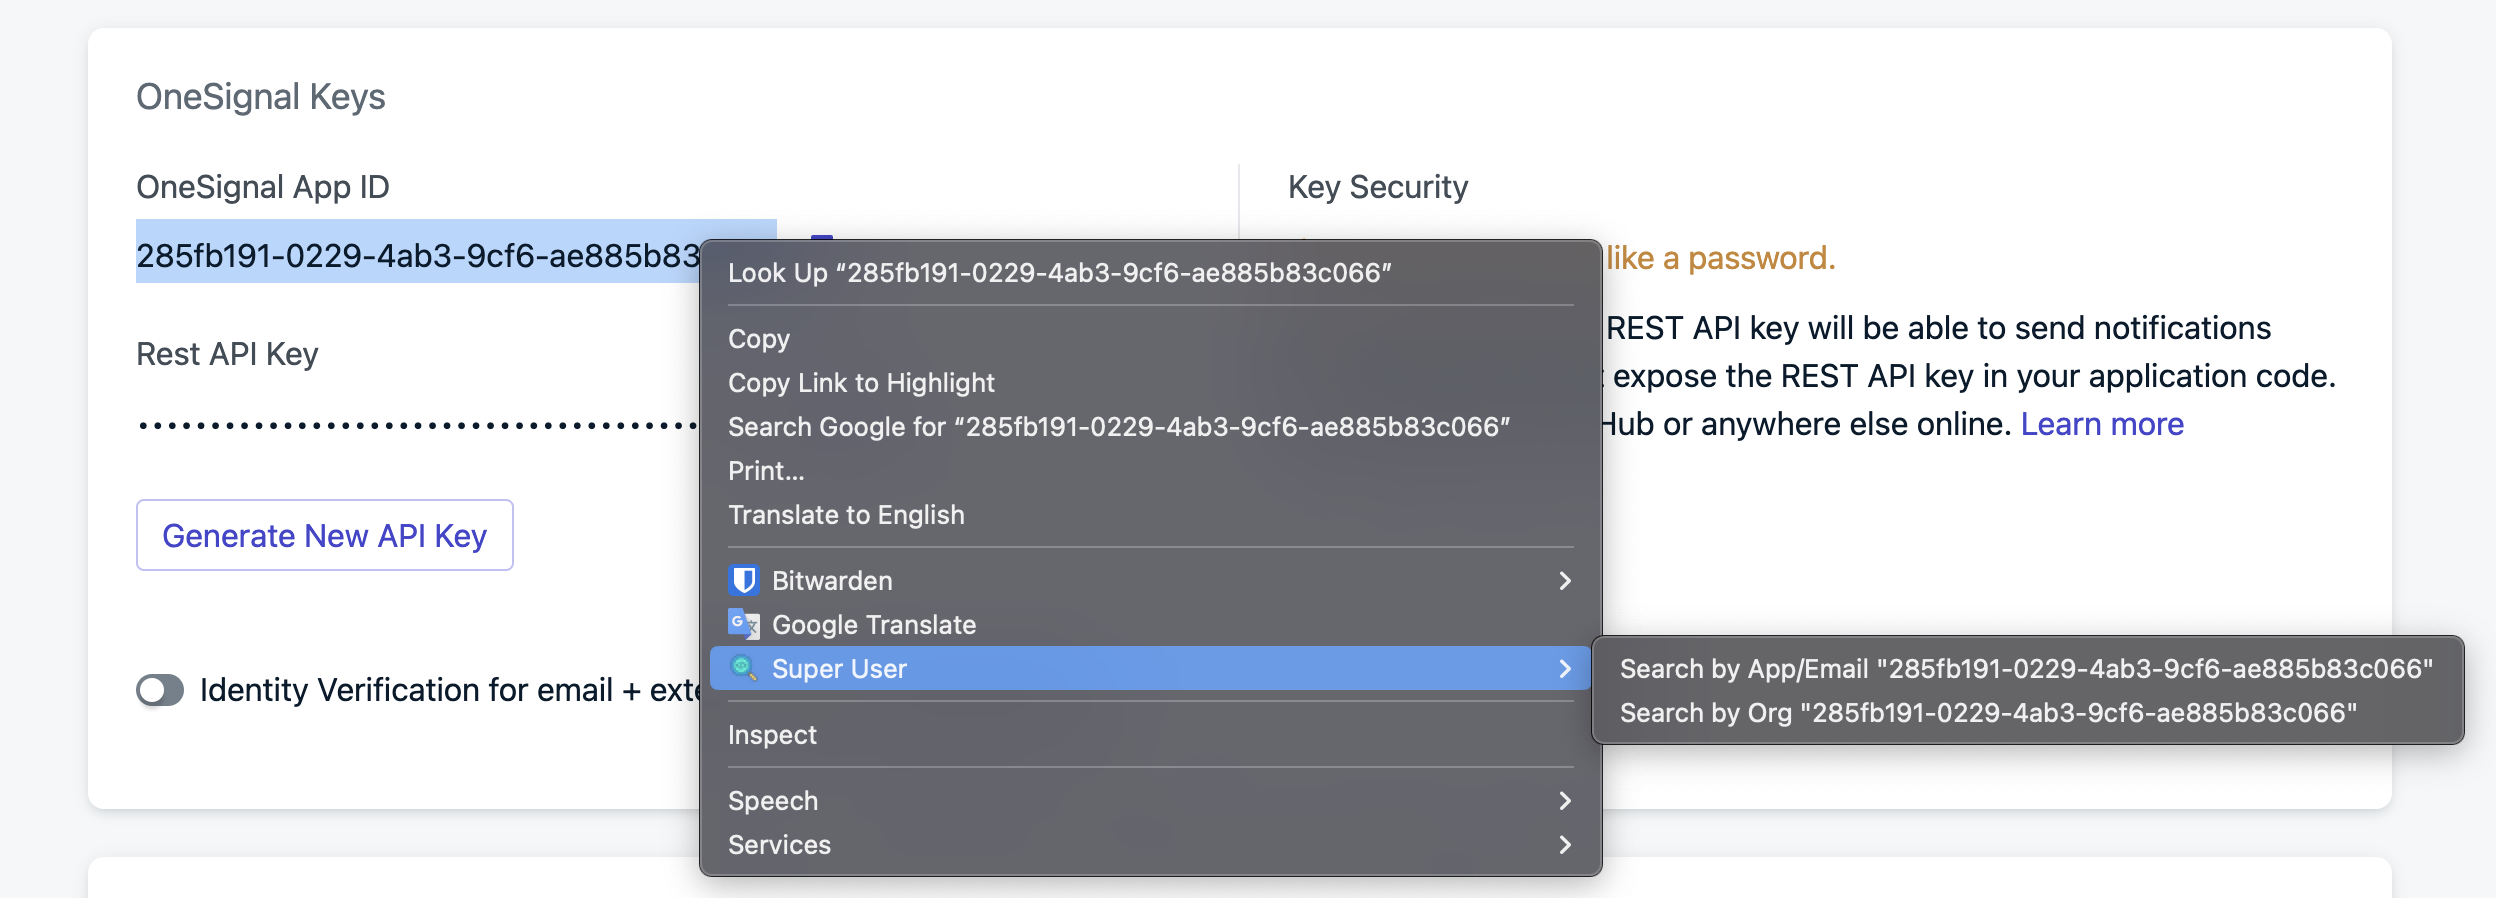 OneSignal Keys
OneSignal App ID
285fb191-0229-4ab3-9cf6-ae885b83
Rest API Key
Generate New API Key
Identity Verification for email +
Key Security
like a password.
REST API key will be able to send notifications
expose the REST API key in your application code.
or anywhere else online. Learn more
Look Up “285fb191-0229-4ab3-9cf6-ae885b83c066”
Copy
Copy Link to Highlight
Search Google for “285fb191-0229-4ab3-9cf6-ae885b83c066”
Print...
Translate to English
Bitwarden
Google Translate
Super User
Inspect
Speech
Services
Search by App/Email "285fb191-0229-4ab3-9cf6-ae885b83c066"
Search by Org "285fb191-0229-4ab3-9cf6-ae885b83c066"